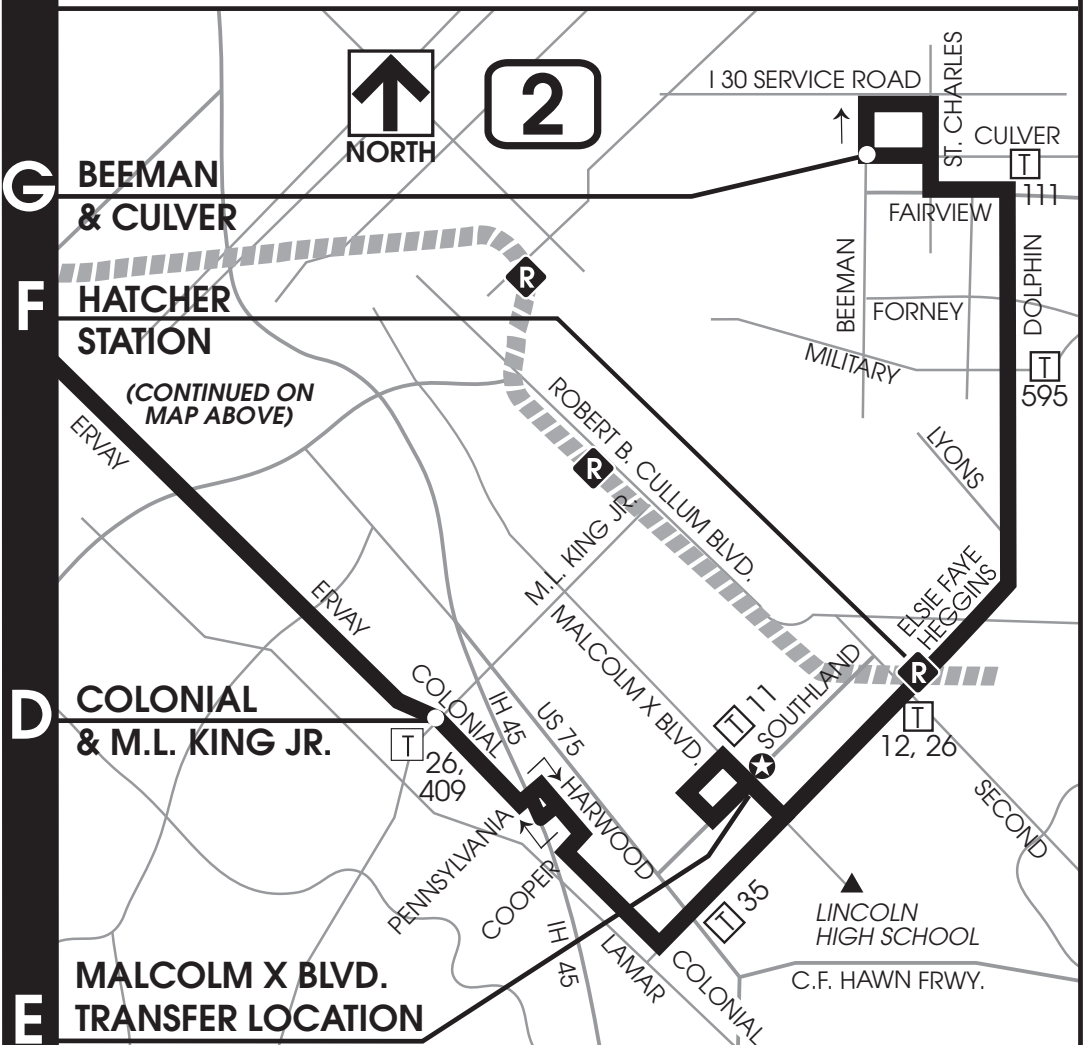 NORTH
2
I 30 SERVICE ROAD
ST. CHARLES
CULVER
T
111
G
BEEMAN
& CULVER
FAIRVIEW
BEEMAN
DOLPHIN
R
F
HATCHER
STATION
FORNEY
MILITARY
T
595
(CONTINUED ON
MAP ABOVE)
ERVAY
ROBERT B. CULLUM BLVD.
LYONS
R
M.L. KING JR.
ERVAY
MALCOLM X BLVD.
ELSIE FAYE
HEGGINS
R
SOUTHLAND
T 11
T
12, 26
D
COLONIAL
& M.L. KING JR.
COLONIAL
IH 45
US 75
T
26,
409
HARWOOD
SECOND
PENNSYLVANIA
COOPER
T 35
LINCOLN
HIGH SCHOOL
IH 45
LAMAR
COLONIAL
C.F. HAWN FRWY.
E
MALCOLM X BLVD.
TRANSFER LOCATION